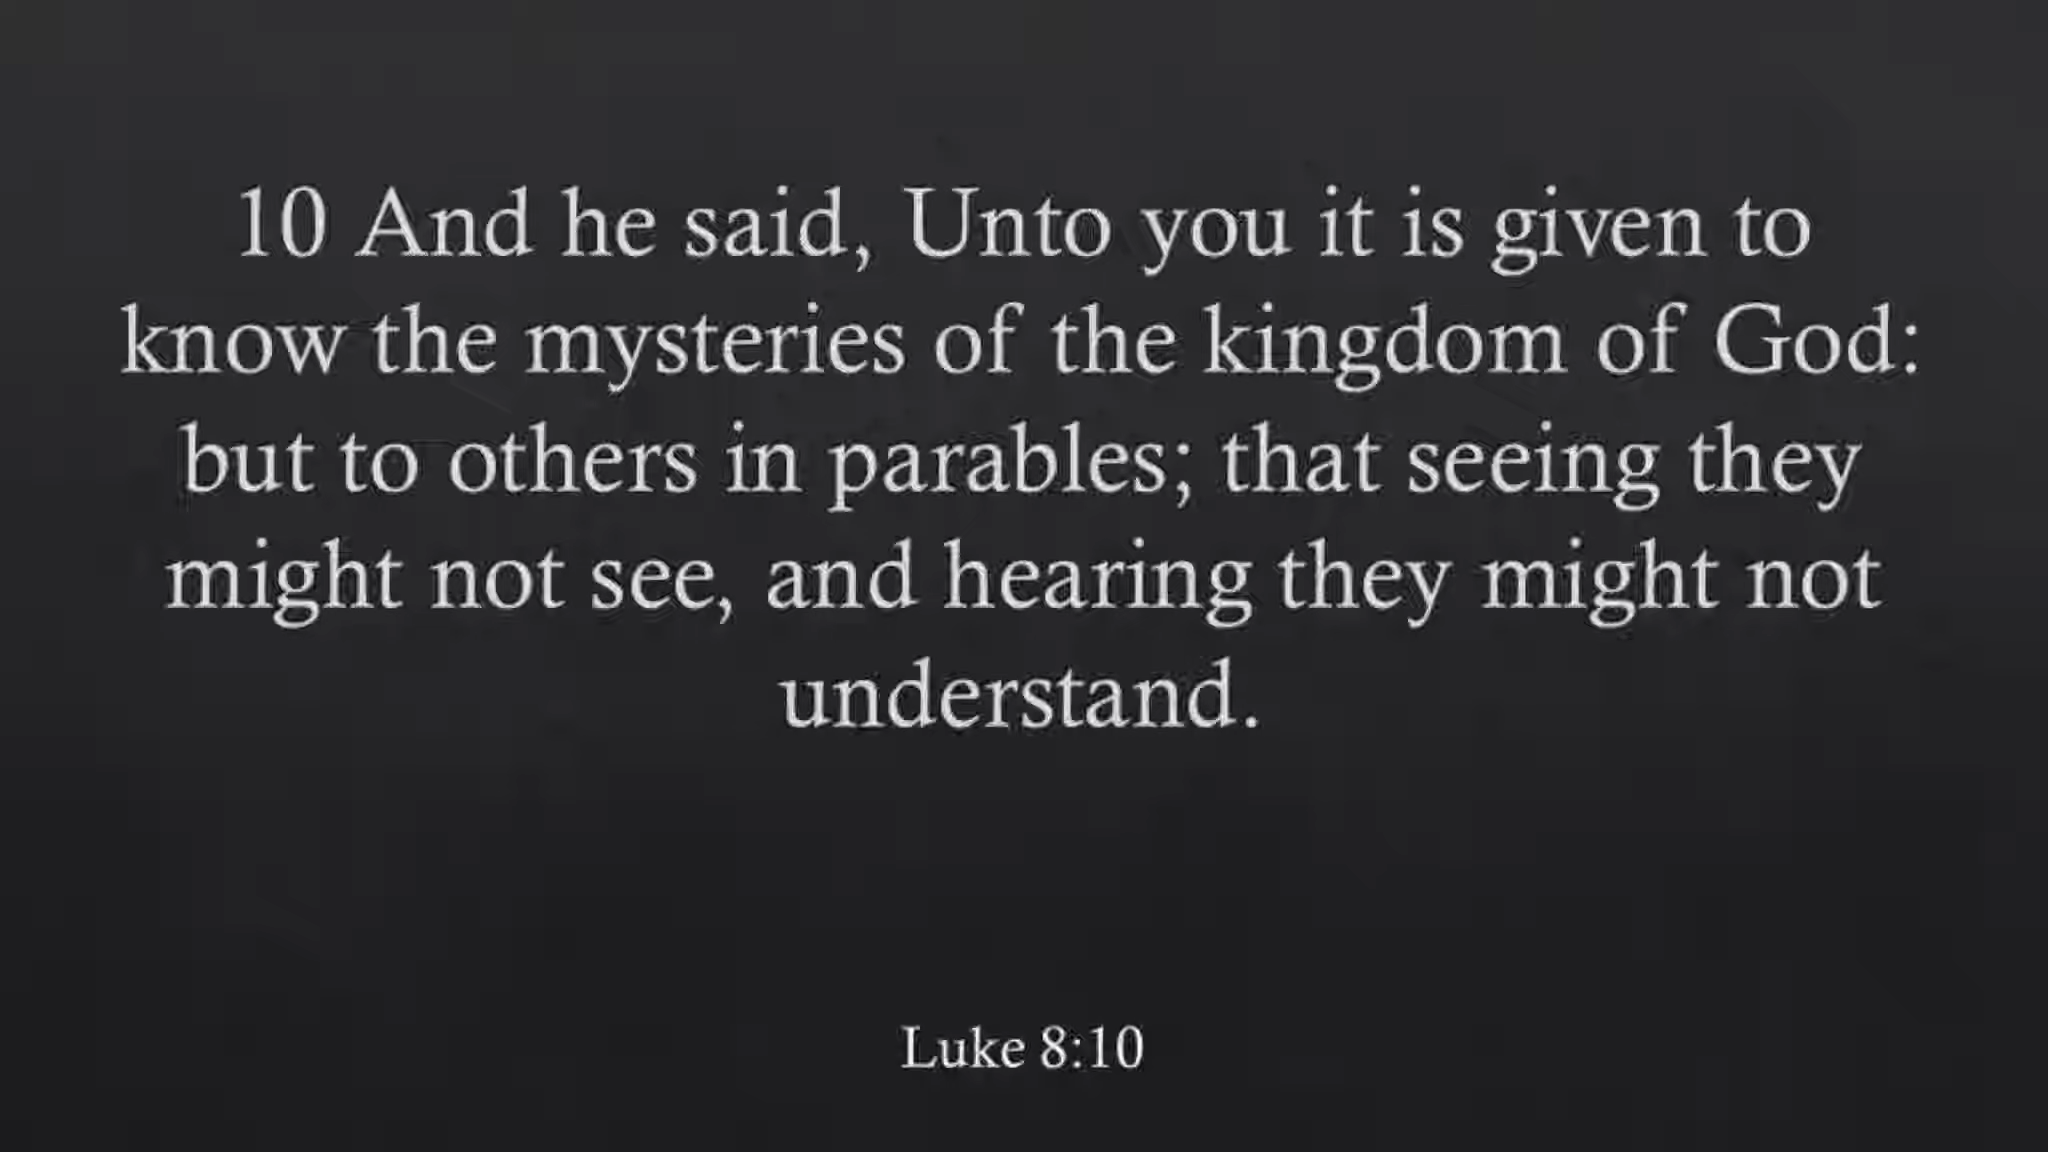 10 And he said, Unto you it is given to
know the mysteries of the kingdom of God:
but to others in parables; that seeing they
might not see, and hearing they might not
understand.
Luke 8:10